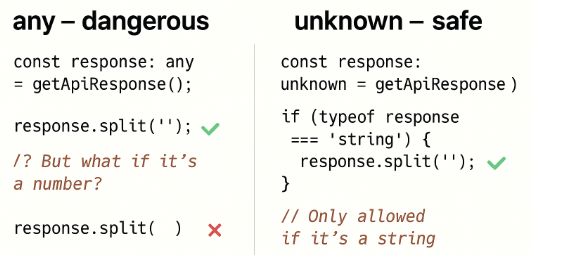 any – dangerous
const response: any
= getApiResponse();
response.split('');
/? But what if it's
a number?
response.split(  )
unknown – safe
const response:
unknown = getApiResponse )
if (typeof response
=== 'string') {
response.split('');
}
// Only allowed
if it's a string